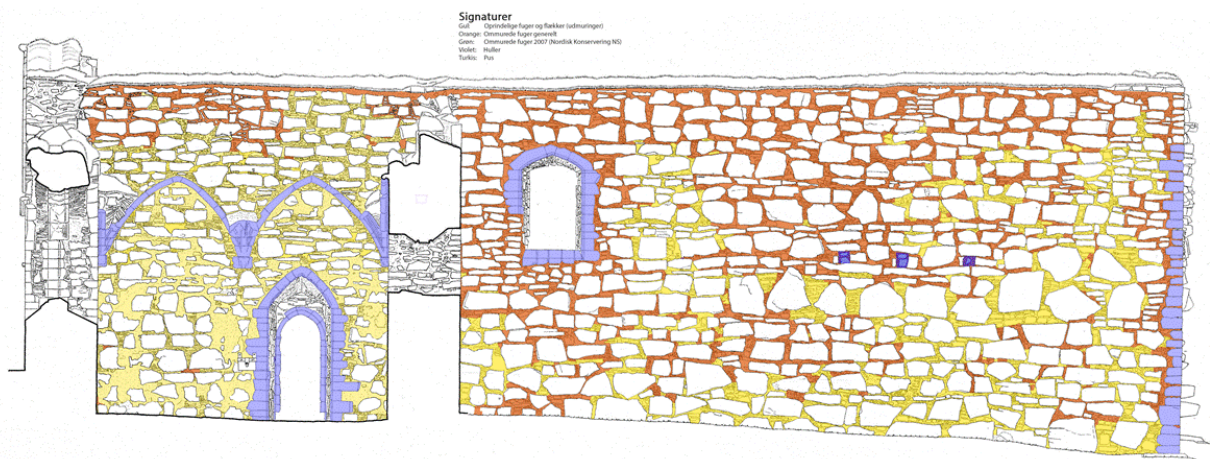 Signaturer
Gul: Oprindelige fuger og flækker (udmuringer)
Orange: Ommurede fuger generelt
Grøn: Ommurede fuger 2007 (Nordisk Konservering NS)
Violet: Huller
Turkis: Pus